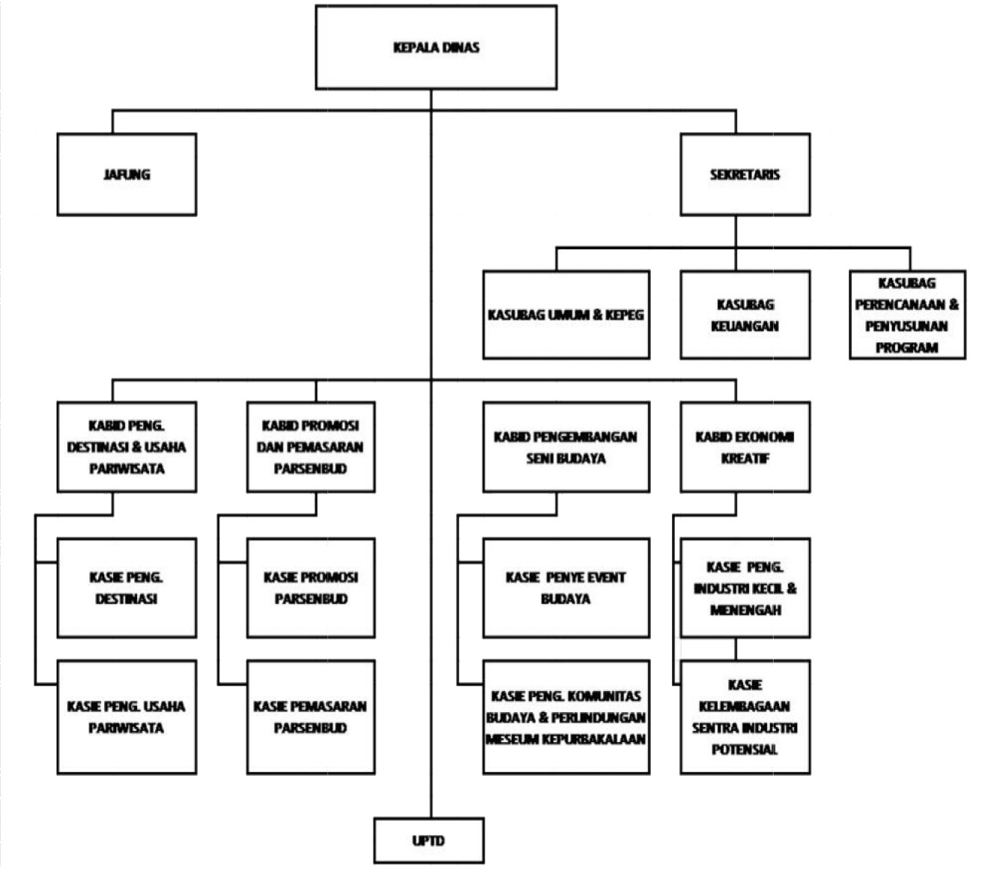 KEPALA DINAS
JAFUNG
SEKRETARIS
KASUBAG UMUM & KEPEG
KASUBAG
KEUANGAN
KASUBAG
PERENCANAAN &
PENYUSUNAN
PROGRAM
KABID PENG.
DESTINASI & USAHA
PARIWISATA
KABID PROMOSI
DAN PEMASARAN
PARSENBUD
KABID PENGEMBANGAN
SENI BUDAYA
KABID EKONOMI
KREATIF
KASIE PENG.
DESTINASI
KASIE PROMOSI
PARSENBUD
KASIE PENYE EVENT
BUDAYA
KASIE PENG.
INDUSTRI KECIL &
MENENGAH
KASIE PENG. USAHA
PARIWISATA
KASIE PEMASARAN
PARSENBUD
KASIE PENG. KOMUNITAS
BUDAYA & PERLINDUNGAN
MESEUM KEPURBAKALAAN
KASIE
KELEMBAGAAN
SENTRA INDUSTRI
POTENSIAL
UPTD